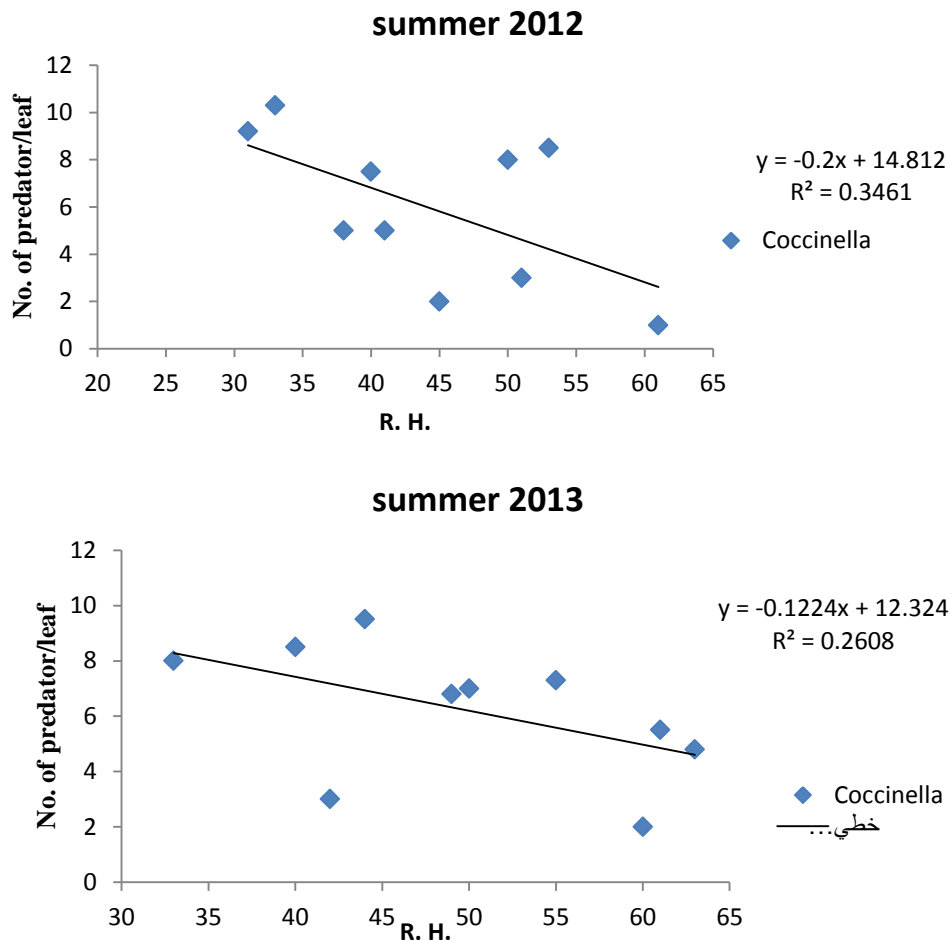 summer 2012
No. of predator/leaf
12
10
8
6
4
2
0
20 25 30 35 40 45 50 55 60 65
R. H.
y = -0.2x + 14.812
R² = 0.3461
Coccinella
summer 2013
No. of predator/leaf
12
10
8
6
4
2
0
30 35 40 45 50 55 60 65
R. H.
y = -0.1224x + 12.324
R² = 0.2608
Coccinella
خطي...